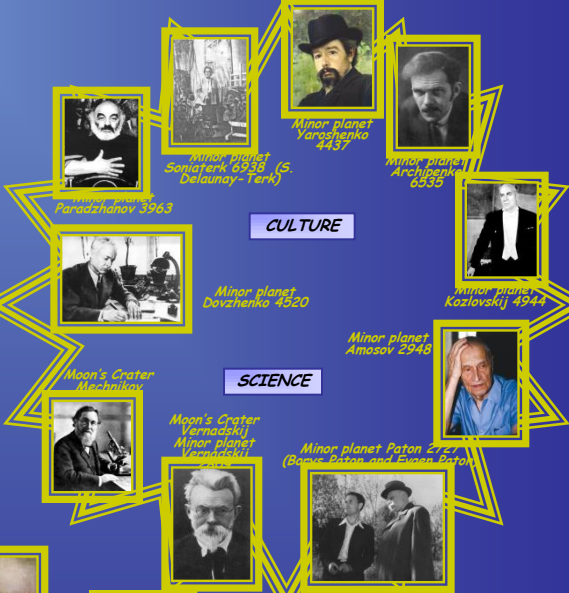 Minor planet
Yaroshenko
4437
Minor planet
Soniaterk 6938 (S.
Delaunay-Terk)
Minor planet
Archipenko
6535
Minor planet
Paradzhanov 3963
CULTURE
Minor planet
Dovzhenko 4520
Minor planet
Kozlovskij 4944
Minor planet
Amosov 2948
Moon's Crater
Mechnikov
SCIENCE
Moon's Crater
Vernadskij
Minor planet
Vernadskij
Minor planet Paton 2727
(Borys Paton and Evgen Paton)